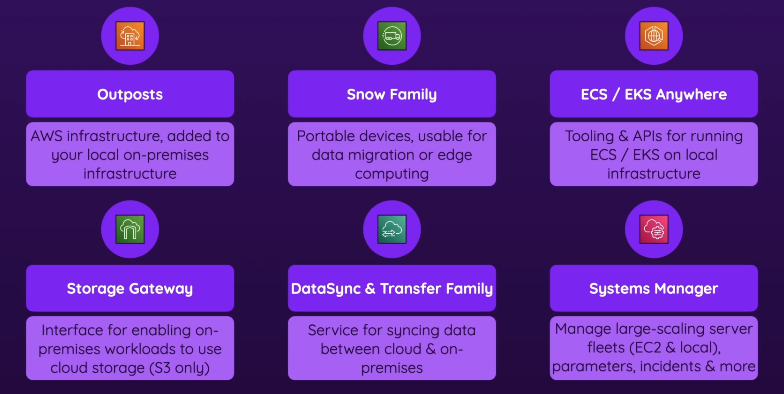 Outposts
AWS infrastructure, added to
your local on-premises
infrastructure
Snow Family
Portable devices, usable for
data migration or edge
computing
ECS / EKS Anywhere
Tooling & APIs for running
ECS / EKS on local
infrastructure
Storage Gateway
Interface for enabling on-
premises workloads to use
cloud storage (S3 only)
DataSync & Transfer Family
Service for syncing data
between cloud & on-
premises
Systems Manager
Manage large-scaling server
fleets (EC2 & local),
parameters, incidents & more